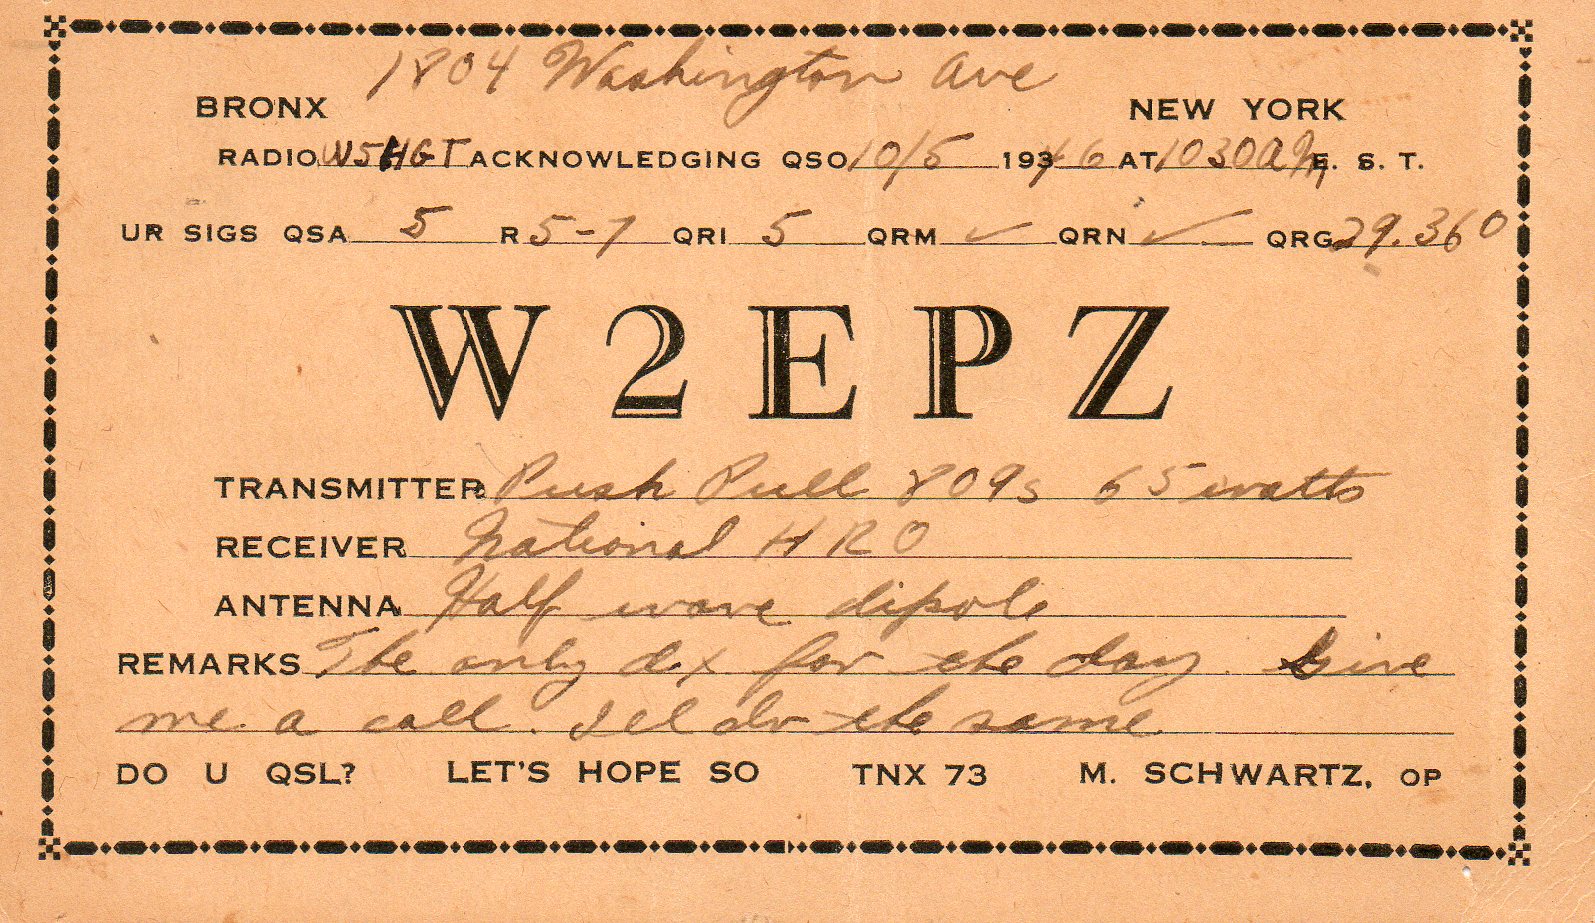 1804 Washington Ave
BRONX NEW YORK
RADIO W5HGT ACKNOWLEDGING QSO 10/5 1946 AT 1030 AM E. S. T.
UR SIGS QSA 5 R 5-7 QRI 5 QRM ✓ QRN ✓ QRG 29.360
W2EPZ
TRANSMITTER Push Pull 809s 65 watts
RECEIVER National HRO
ANTENNA Half wave dipole
REMARKS The only dx for the day. Give
me a call. I'll do the same
DO U QSL? LET'S HOPE SO TNX 73 M. SCHWARTZ, OP